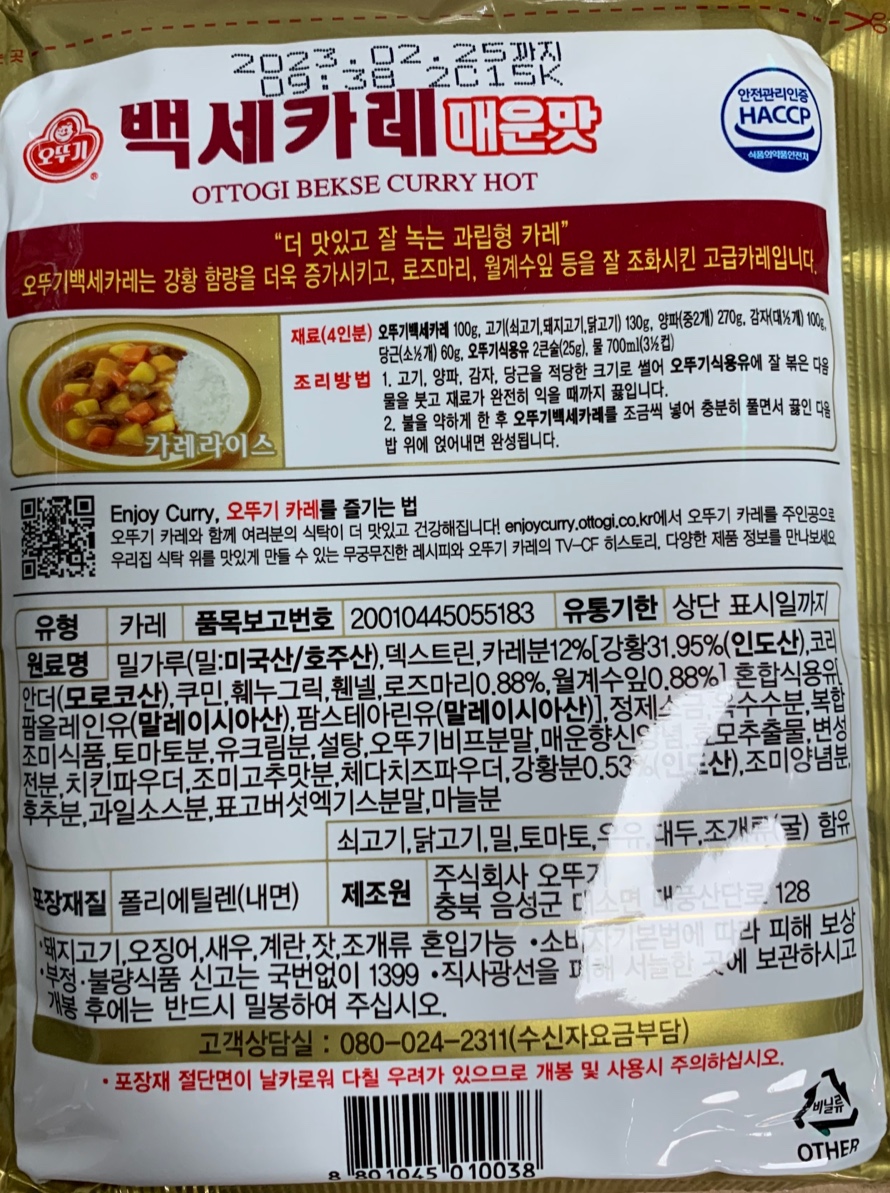 2023.02.25까지
09:38 2C15K
오뚜기
백세카레 매운맛
안전관리인증
HACCP
식품의약품안전처
OTTOGI BEKSE CURRY HOT
“더 맛있고 잘 녹는 과립형 카레”
오뚜기백세카레는 강황 함량을 더욱 증가시키고, 로즈마리, 월계수잎 등을 잘 조화시킨 고급카레입니다.
재료(4인분) 오뚜기백세카레 100g, 고기(쇠고기,돼지고기,닭고기) 130g, 양파(중2개) 270g, 감자(대½개) 100g,
당근(소½개) 60g, 오뚜기식용유 2큰술(25g), 물 700ml(3½컵)
조리방법 1. 고기, 양파, 감자, 당근을 적당한 크기로 썰어 오뚜기식용유에 잘 볶은 다음
물을 붓고 재료가 완전히 익을 때까지 끓입니다.
2. 불을 약하게 한 후 오뚜기백세카레를 조금씩 넣어 충분히 풀면서 끓인 다음
밥 위에 얹어내면 완성됩니다.
카레라이스
Enjoy Curry, 오뚜기 카레를 즐기는 법
오뚜기 카레와 함께 여러분의 식탁이 더 맛있고 건강해집니다! enjoycurry.ottogi.co.kr에서 오뚜기 카레를 주인공으로
우리집 식탁 위를 맛있게 만들 수 있는 무궁무진한 레시피와 오뚜기 카레의 TV-CF 히스토리, 다양한 제품 정보를 만나보세요
유형 카레 품목보고번호 20010445055183 유통기한 상단 표시일까지
원료명 밀가루(밀:미국산/호주산),덱스트린,카레분12%[강황31.95%(인도산),코리
안더(모로코산),쿠민,훼누그릭,휀넬,로즈마리0.88%,월계수잎0.88%],혼합식용유[
팜올레인유(말레이시아산),팜스테아린유(말레이시아산)],정제소금,옥수수분,복합
조미식품,토마토분,유크림분,설탕,오뚜기비프분말,매운향신양념,효모추출물,변성
전분,치킨파우더,조미고추맛분,체다치즈파우더,강황분0.53%(인도산),조미양념분,
후추분,과일소스분,표고버섯엑기스분말,마늘분
쇠고기,닭고기,밀,토마토,우유,대두,조개류(굴) 함유
포장재질 폴리에틸렌(내면) 제조원 주식회사 오뚜기
충북 음성군 대소면 대풍산단로 128
•돼지고기,오징어,새우,계란,잣,조개류 혼입가능 •소비자기본법에 따라 피해 보상
•부정·불량식품 신고는 국번없이 1399 •직사광선을 피해 서늘한 곳에 보관하시고
개봉 후에는 반드시 밀봉하여 주십시오.
고객상담실 : 080-024-2311(수신자요금부담)
• 포장재 절단면이 날카로워 다칠 우려가 있으므로 개봉 및 사용시 주의하십시오.
비닐류
OTHER
8 801045 010038